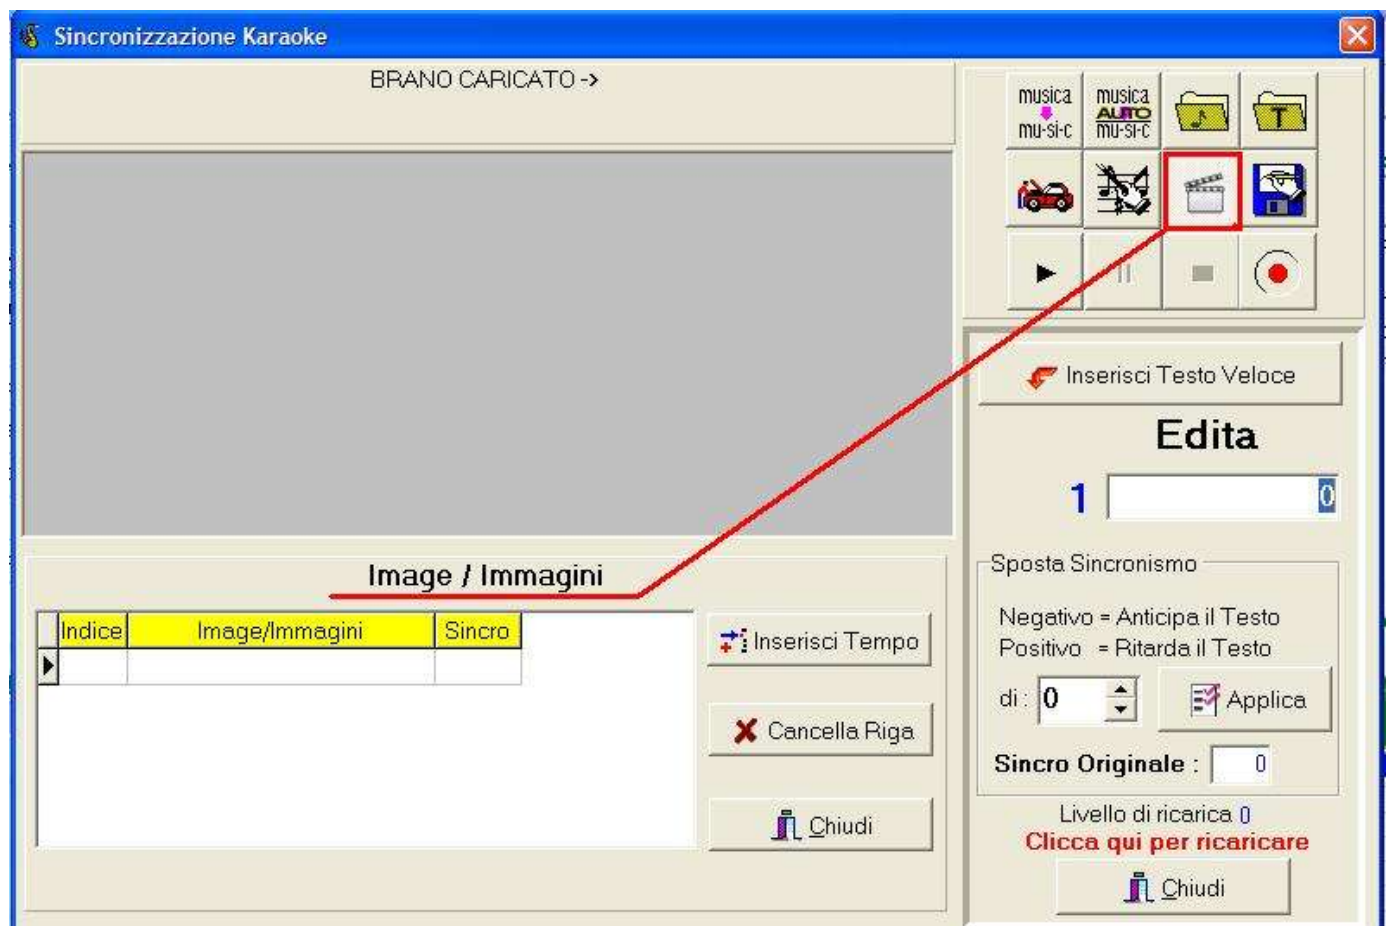 Sincronizzazione Karaoke
BRANO CARICATO ->
musica
mu-si-c
musica
AUTO
mu-si-c
T
Inserisci Testo Veloce
Edita
1 0
Sposta Sincronismo
Negativo = Anticipa il Testo
Positivo = Ritarda il Testo
di : 0
Applica
Sincro Originale : 0
Livello di ricarica 0
Clicca qui per ricaricare
Chiudi
Image / Immagini
Indice Image/Immagini Sincro
Inserisci Tempo
Cancella Riga
Chiudi